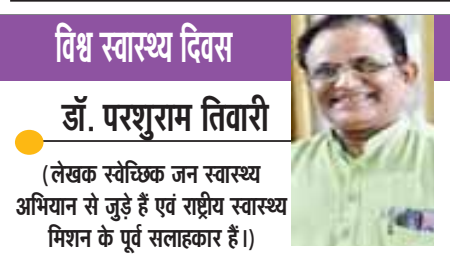 विश्व स्वास्थ्य दिवस
डॉ. परशुराम तिवारी
(लेखक स्वेच्छिक जन स्वास्थ्य
अभियान से जुड़े हैं एवं राष्ट्रीय स्वास्थ्य
मिशन के पूर्व सलाहकार हैं।)